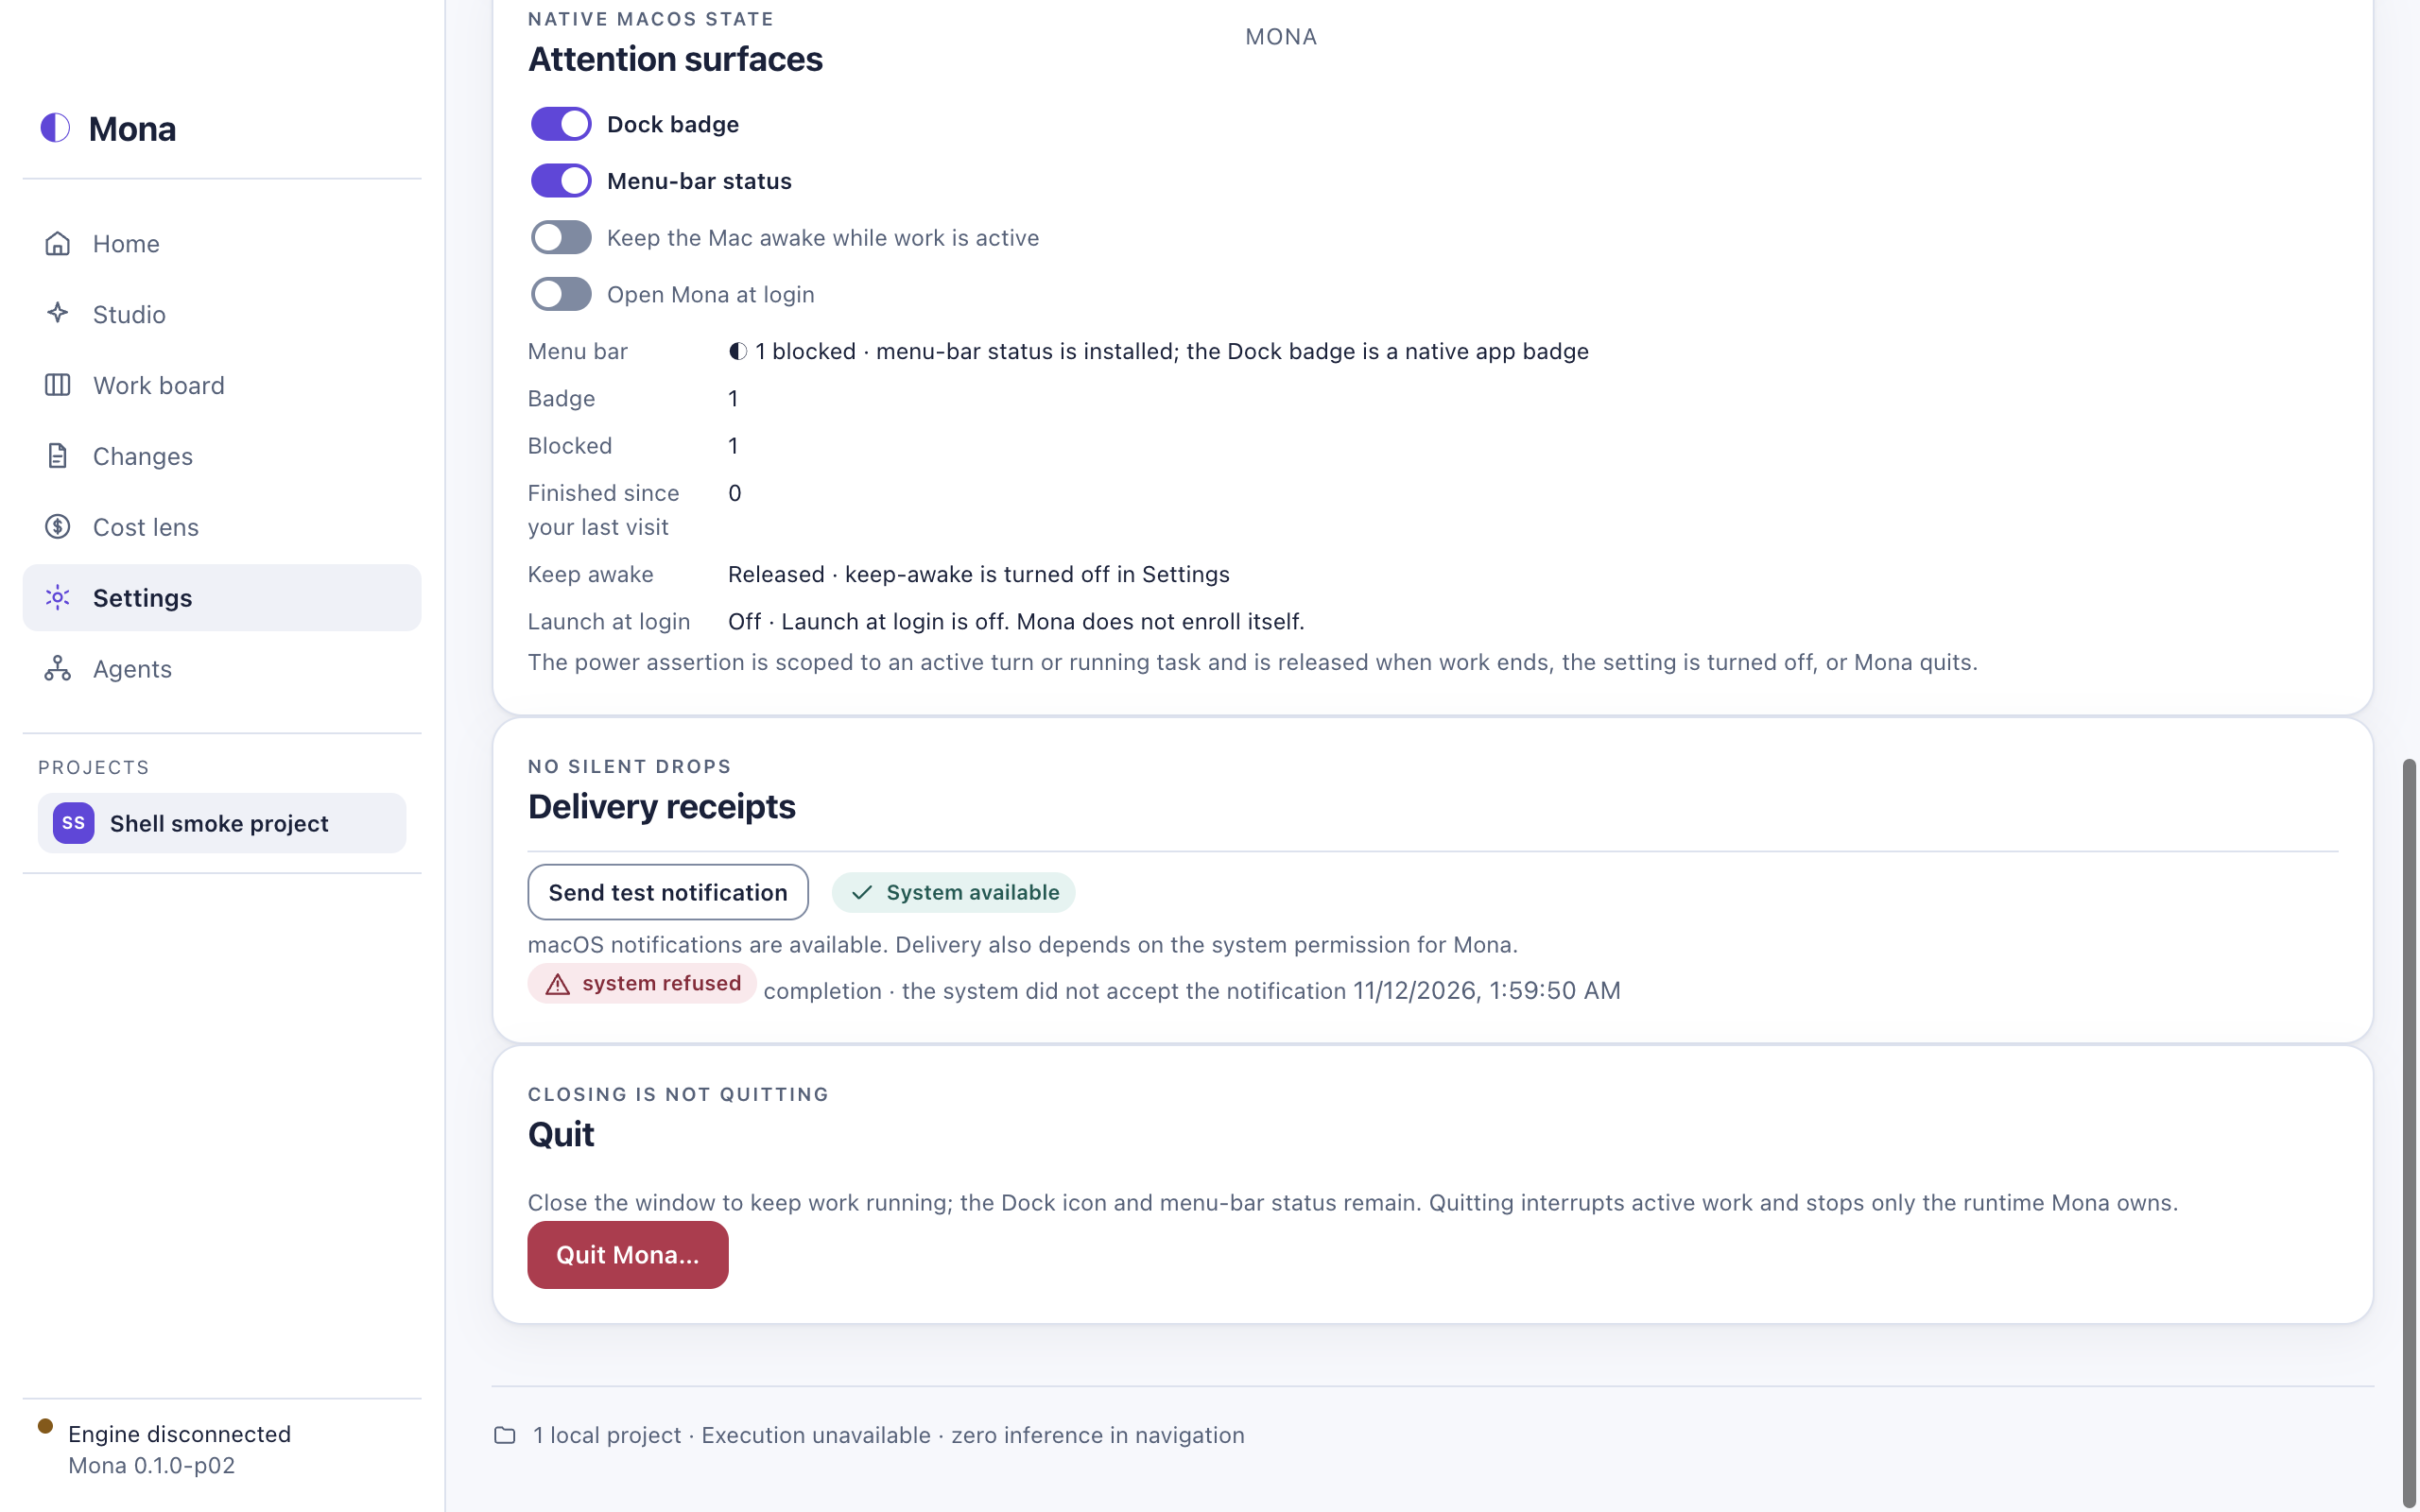 Mona
Home
Studio
Work board
Changes
Cost lens
Settings
Agents
PROJECTS
SS Shell smoke project
Engine disconnected
Mona 0.1.0-p02
MONA
NATIVE MACOS STATE
Attention surfaces
Dock badge
Menu-bar status
Keep the Mac awake while work is active
Open Mona at login
Menu bar 1 blocked · menu-bar status is installed; the Dock badge is a native app badge
Badge 1
Blocked 1
Finished since 0
your last visit
Keep awake Released · keep-awake is turned off in Settings
Launch at login Off · Launch at login is off. Mona does not enroll itself.
The power assertion is scoped to an active turn or running task and is released when work ends, the setting is turned off, or Mona quits.
NO SILENT DROPS
Delivery receipts
Send test notification System available
macOS notifications are available. Delivery also depends on the system permission for Mona.
system refused completion · the system did not accept the notification 11/12/2026, 1:59:50 AM
CLOSING IS NOT QUITTING
Quit
Close the window to keep work running; the Dock icon and menu-bar status remain. Quitting interrupts active work and stops only the runtime Mona owns.
Quit Mona...
1 local project · Execution unavailable · zero inference in navigation